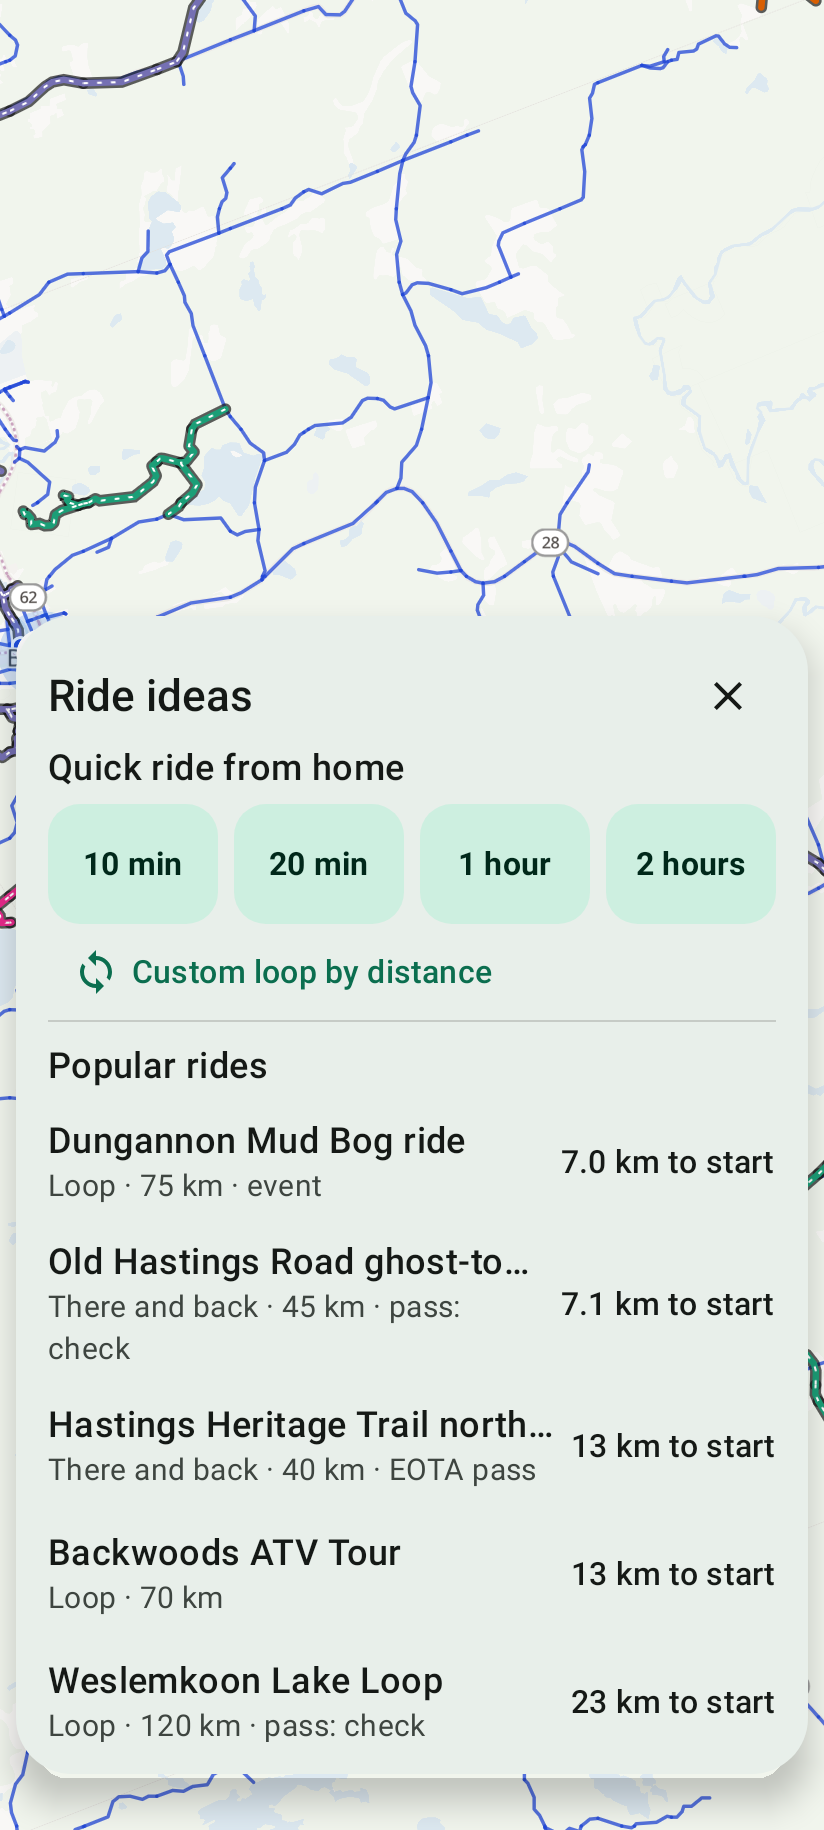 28
62
E
Ride ideas
Quick ride from home
10 min
20 min
1 hour
2 hours
Custom loop by distance
Popular rides
Dungannon Mud Bog ride
Loop · 75 km · event
7.0 km to start
Old Hastings Road ghost-to…
There and back · 45 km · pass:
check
7.1 km to start
Hastings Heritage Trail north…
There and back · 40 km · EOTA pass
13 km to start
Backwoods ATV Tour
Loop · 70 km
13 km to start
Weslemkoon Lake Loop
Loop · 120 km · pass: check
23 km to start